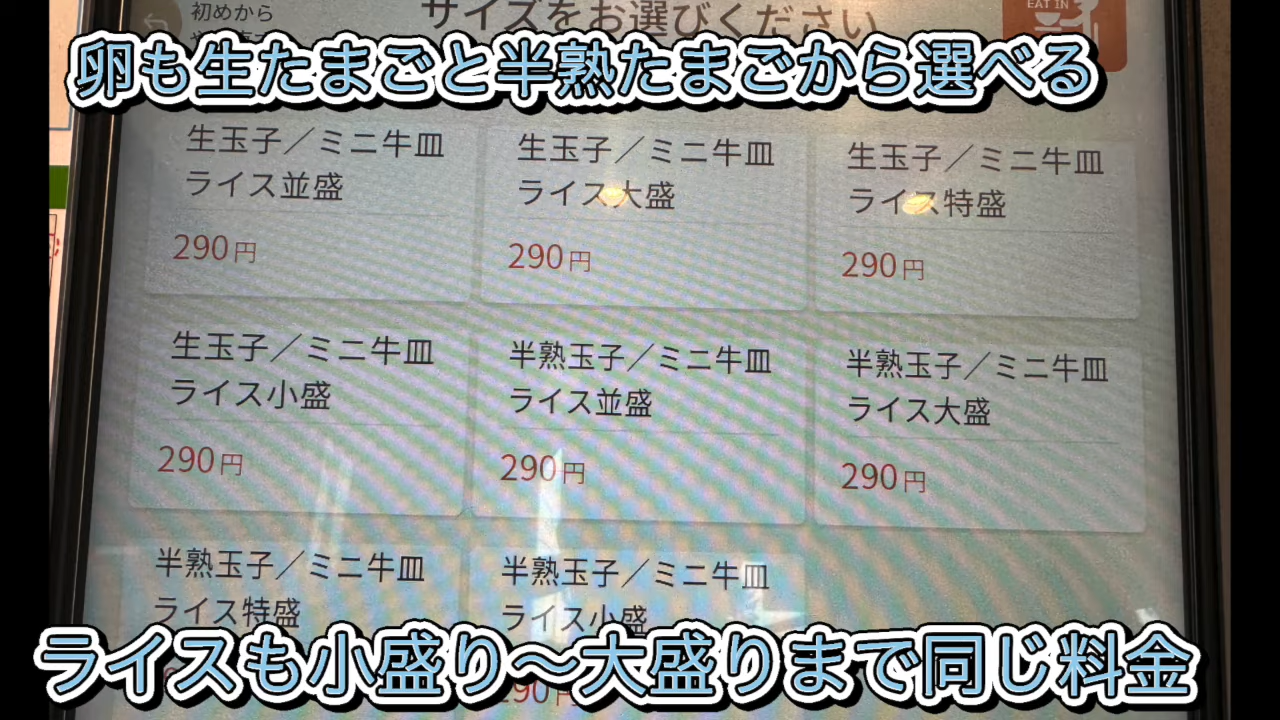 初めから
サイズをお選びください
EAT IN
卵も生たまごと半熟たまごから選べる
生玉子／ミニ牛皿
ライス並盛
290円
生玉子／ミニ牛皿
ライス大盛
290円
生玉子／ミニ牛皿
ライス特盛
290円
生玉子／ミニ牛皿
ライス小盛
290円
半熟玉子／ミニ牛皿
ライス並盛
290円
半熟玉子／ミニ牛皿
ライス大盛
290円
半熟玉子／ミニ牛皿
ライス特盛
半熟玉子／ミニ牛皿
ライス小盛
290円
ライスも小盛り〜大盛りまで同じ料金